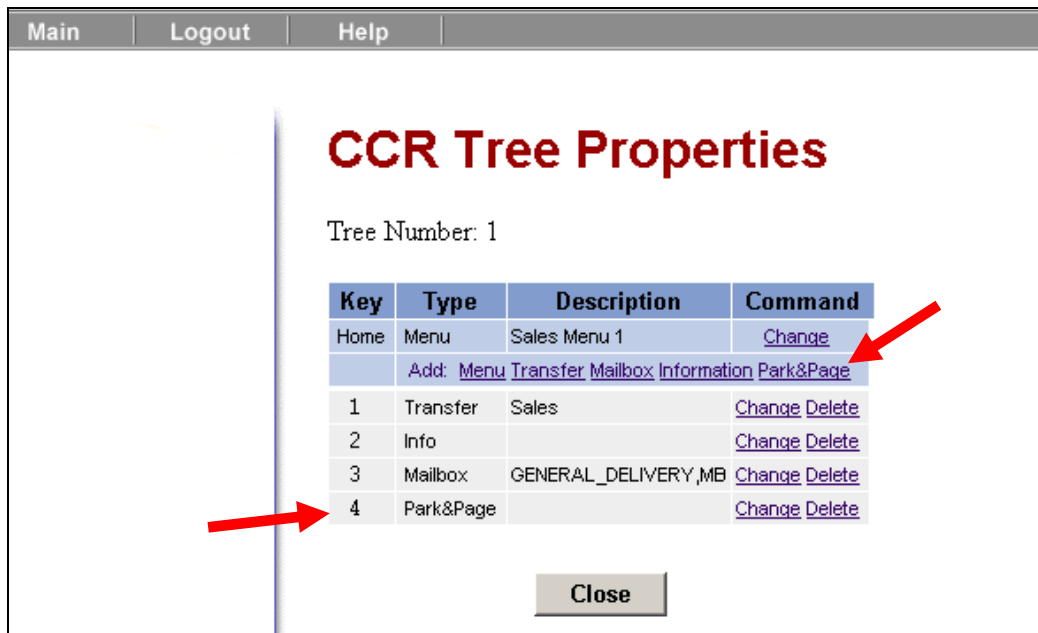 Main Logout Help
CCR Tree Properties
Tree Number: 1
Key Type Description Command
Home Menu Sales Menu 1 Change
Add: Menu Transfer Mailbox Information Park&Page
1 Transfer Sales Change Delete
2 Info Change Delete
3 Mailbox GENERAL_DELIVERY,MB Change Delete
4 Park&Page Change Delete
Close